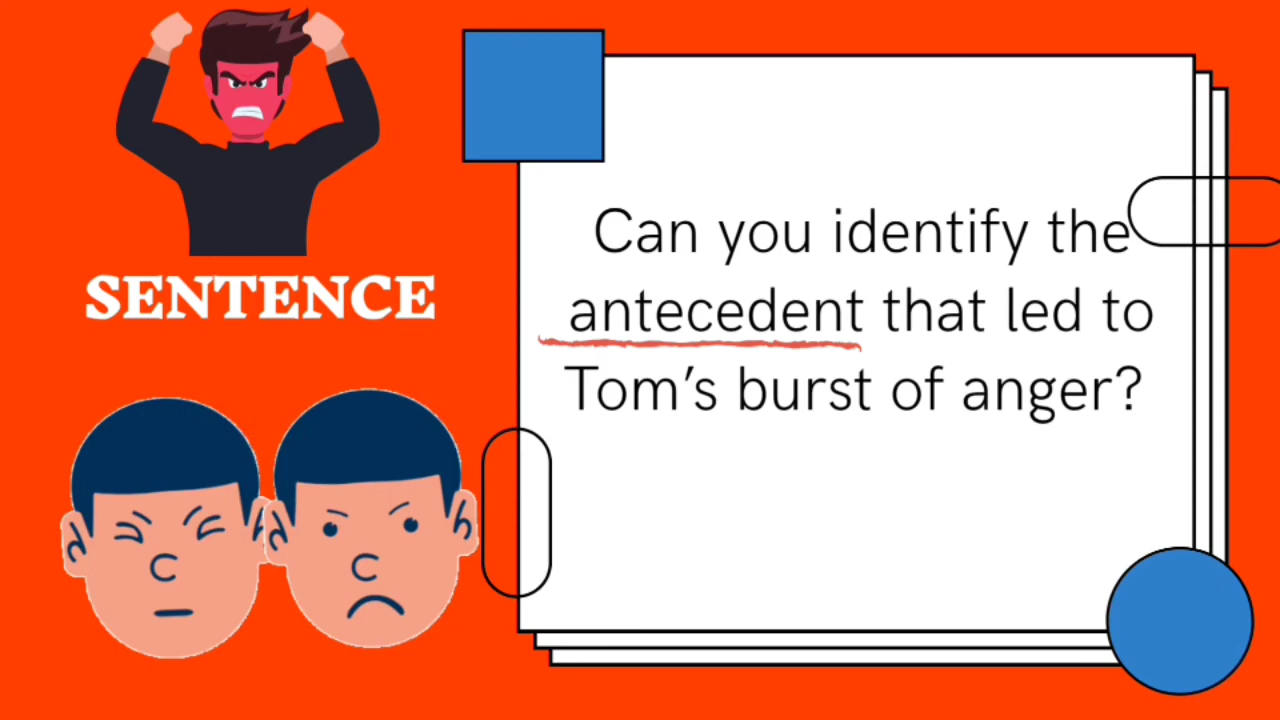 SENTENCE
Can you identify the
antecedent that led to
Tom’s burst of anger?